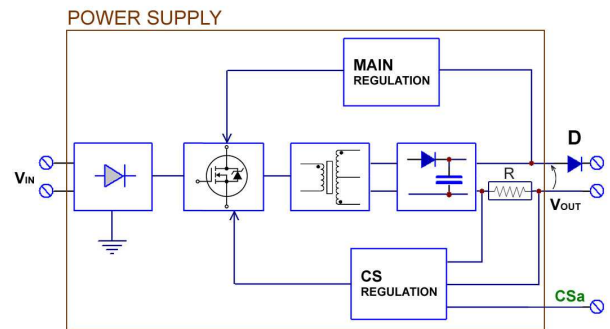 POWER SUPPLY
MAIN
REGULATION
D
VIN
R
VOUT
CS
REGULATION
CSa